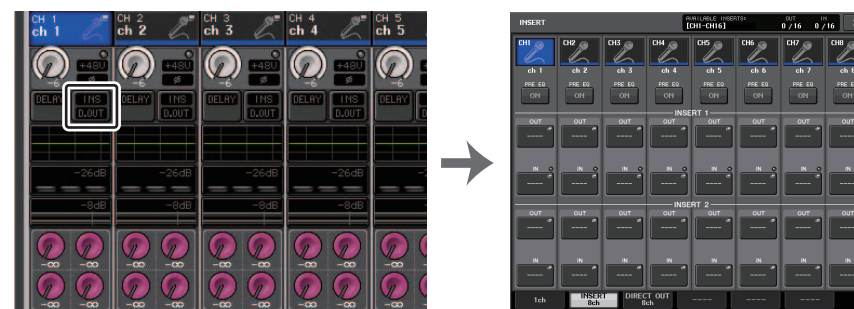 CH 1 CH 2 CH 3 CH 4 CH 5
ch 1 ch 2 ch 3 ch 4 ch 5
-6 +48V -6 +48V -6 +48V -6 +48V -6
ø ø ø ø
DELAY INS DELAY INS DELAY INS DELAY INS DELAY
D.OUT D.OUT D.OUT D.OUT
-26dB -26dB -26dB -26dB
-8dB -8dB -8dB -8dB
-∞ -∞ -∞ -∞ -∞ -∞ -∞ -∞ -∞
-∞ -∞ -∞ -∞ -∞ -∞ -∞ -∞ -∞
INSERT
AVAILABLE INSERTS: OUT IN
[CH1-CH16] 0 / 16 0 / 16
CH1 CH2 CH3 CH4 CH5 CH6 CH7 CH8
ch 1 ch 2 ch 3 ch 4 ch 5 ch 6 ch 7 ch 8
PRE EQ PRE EQ PRE EQ PRE EQ PRE EQ PRE EQ PRE EQ
ON ON ON ON ON ON ON ON
INSERT 1
OUT OUT OUT OUT OUT OUT OUT OUT
---- ---- ---- ---- ---- ---- ---- ----
IN IN IN IN IN IN IN IN
---- ---- ---- ---- ---- ---- ---- ----
INSERT 2
OUT OUT OUT OUT OUT OUT OUT OUT
---- ---- ---- ---- ---- ---- ---- ----
IN IN IN IN IN IN IN IN
---- ---- ---- ---- ---- ---- ---- ----
1ch INSERT 8ch DIRECT OUT 8ch ---- ---- ----